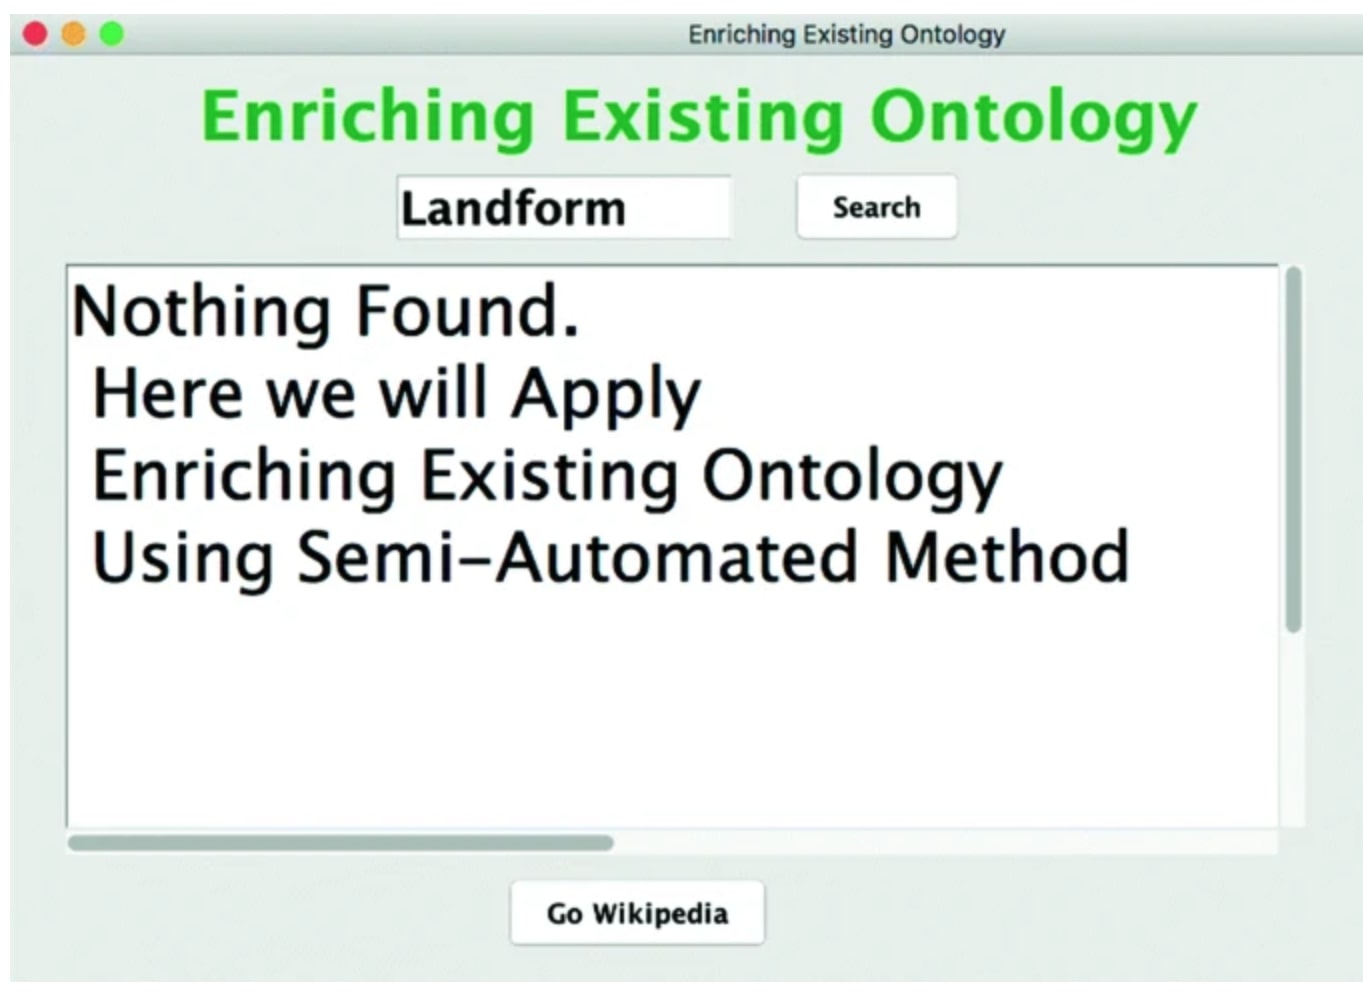 Enriching Existing Ontology
Enriching Existing Ontology
Landform Search
Nothing Found.
Here we will Apply
Enriching Existing Ontology
Using Semi-Automated Method
Go Wikipedia